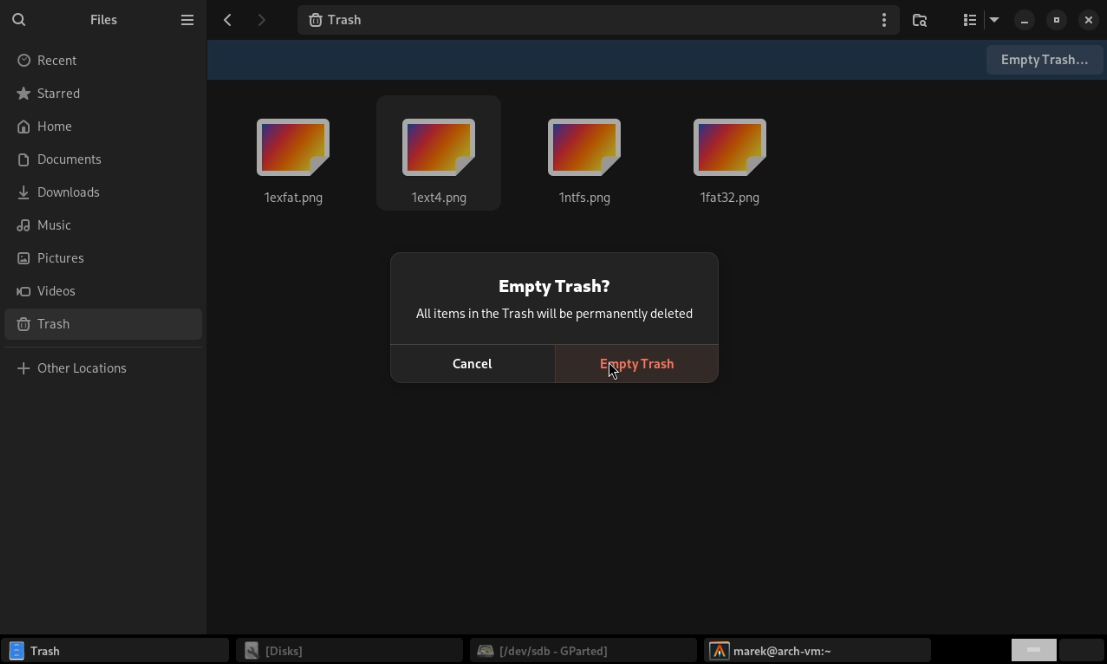 Files
Trash
Empty Trash...
Recent
Starred
Home
Documents
Downloads
Music
Pictures
Videos
Trash
Other Locations
1exfat.png
1ext4.png
1ntfs.png
1fat32.png
Empty Trash?
All items in the Trash will be permanently deleted
Cancel
Empty Trash
Trash
[Disks]
[/dev/sdb - GParted]
marek@arch-vm:~